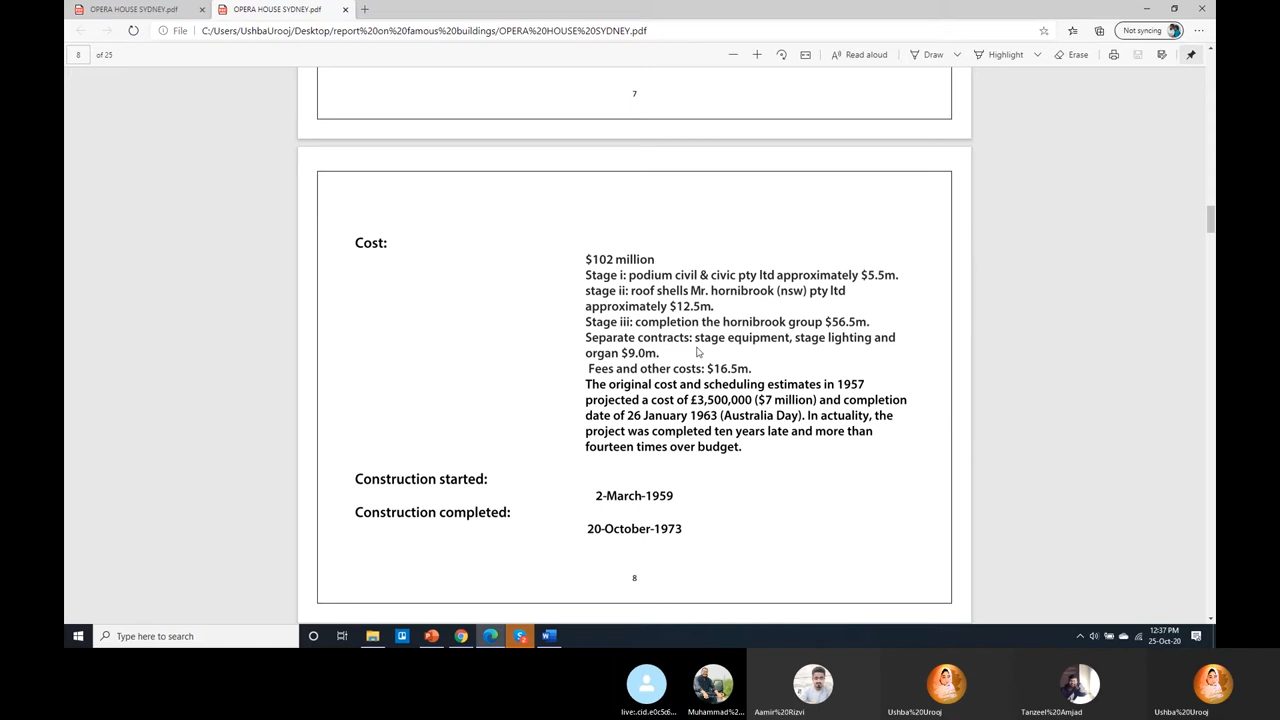 OPERA HOUSE SYDNEY.pdf
OPERA HOUSE SYDNEY.pdf
File
C:/Users/UshbaUrooj/Desktop/report%20on%20famous%20buildings/OPERA%20HOUSE%20SYDNEY.pdf
Not syncing
8 of 25
Read aloud
Draw
Highlight
Erase
7
Cost:
$102 million
Stage i: podium civil & civic pty ltd approximately $5.5m.
stage ii: roof shells Mr. hornibrook (nsw) pty ltd
approximately $12.5m.
Stage iii: completion the hornibrook group $56.5m.
Separate contracts: stage equipment, stage lighting and
organ $9.0m.
Fees and other costs: $16.5m.
The original cost and scheduling estimates in 1957
projected a cost of £3,500,000 ($7 million) and completion
date of 26 January 1963 (Australia Day). In actuality, the
project was completed ten years late and more than
fourteen times over budget.
Construction started:
2-March-1959
Construction completed:
20-October-1973
8
Type here to search
12:37 PM
25-Oct-20
live:.cid.e0c5c6...
Muhammad%2...
Aamir%20Rizvi
Ushba%20Urooj
Tanzeel%20Amjad
Ushba%20Urooj